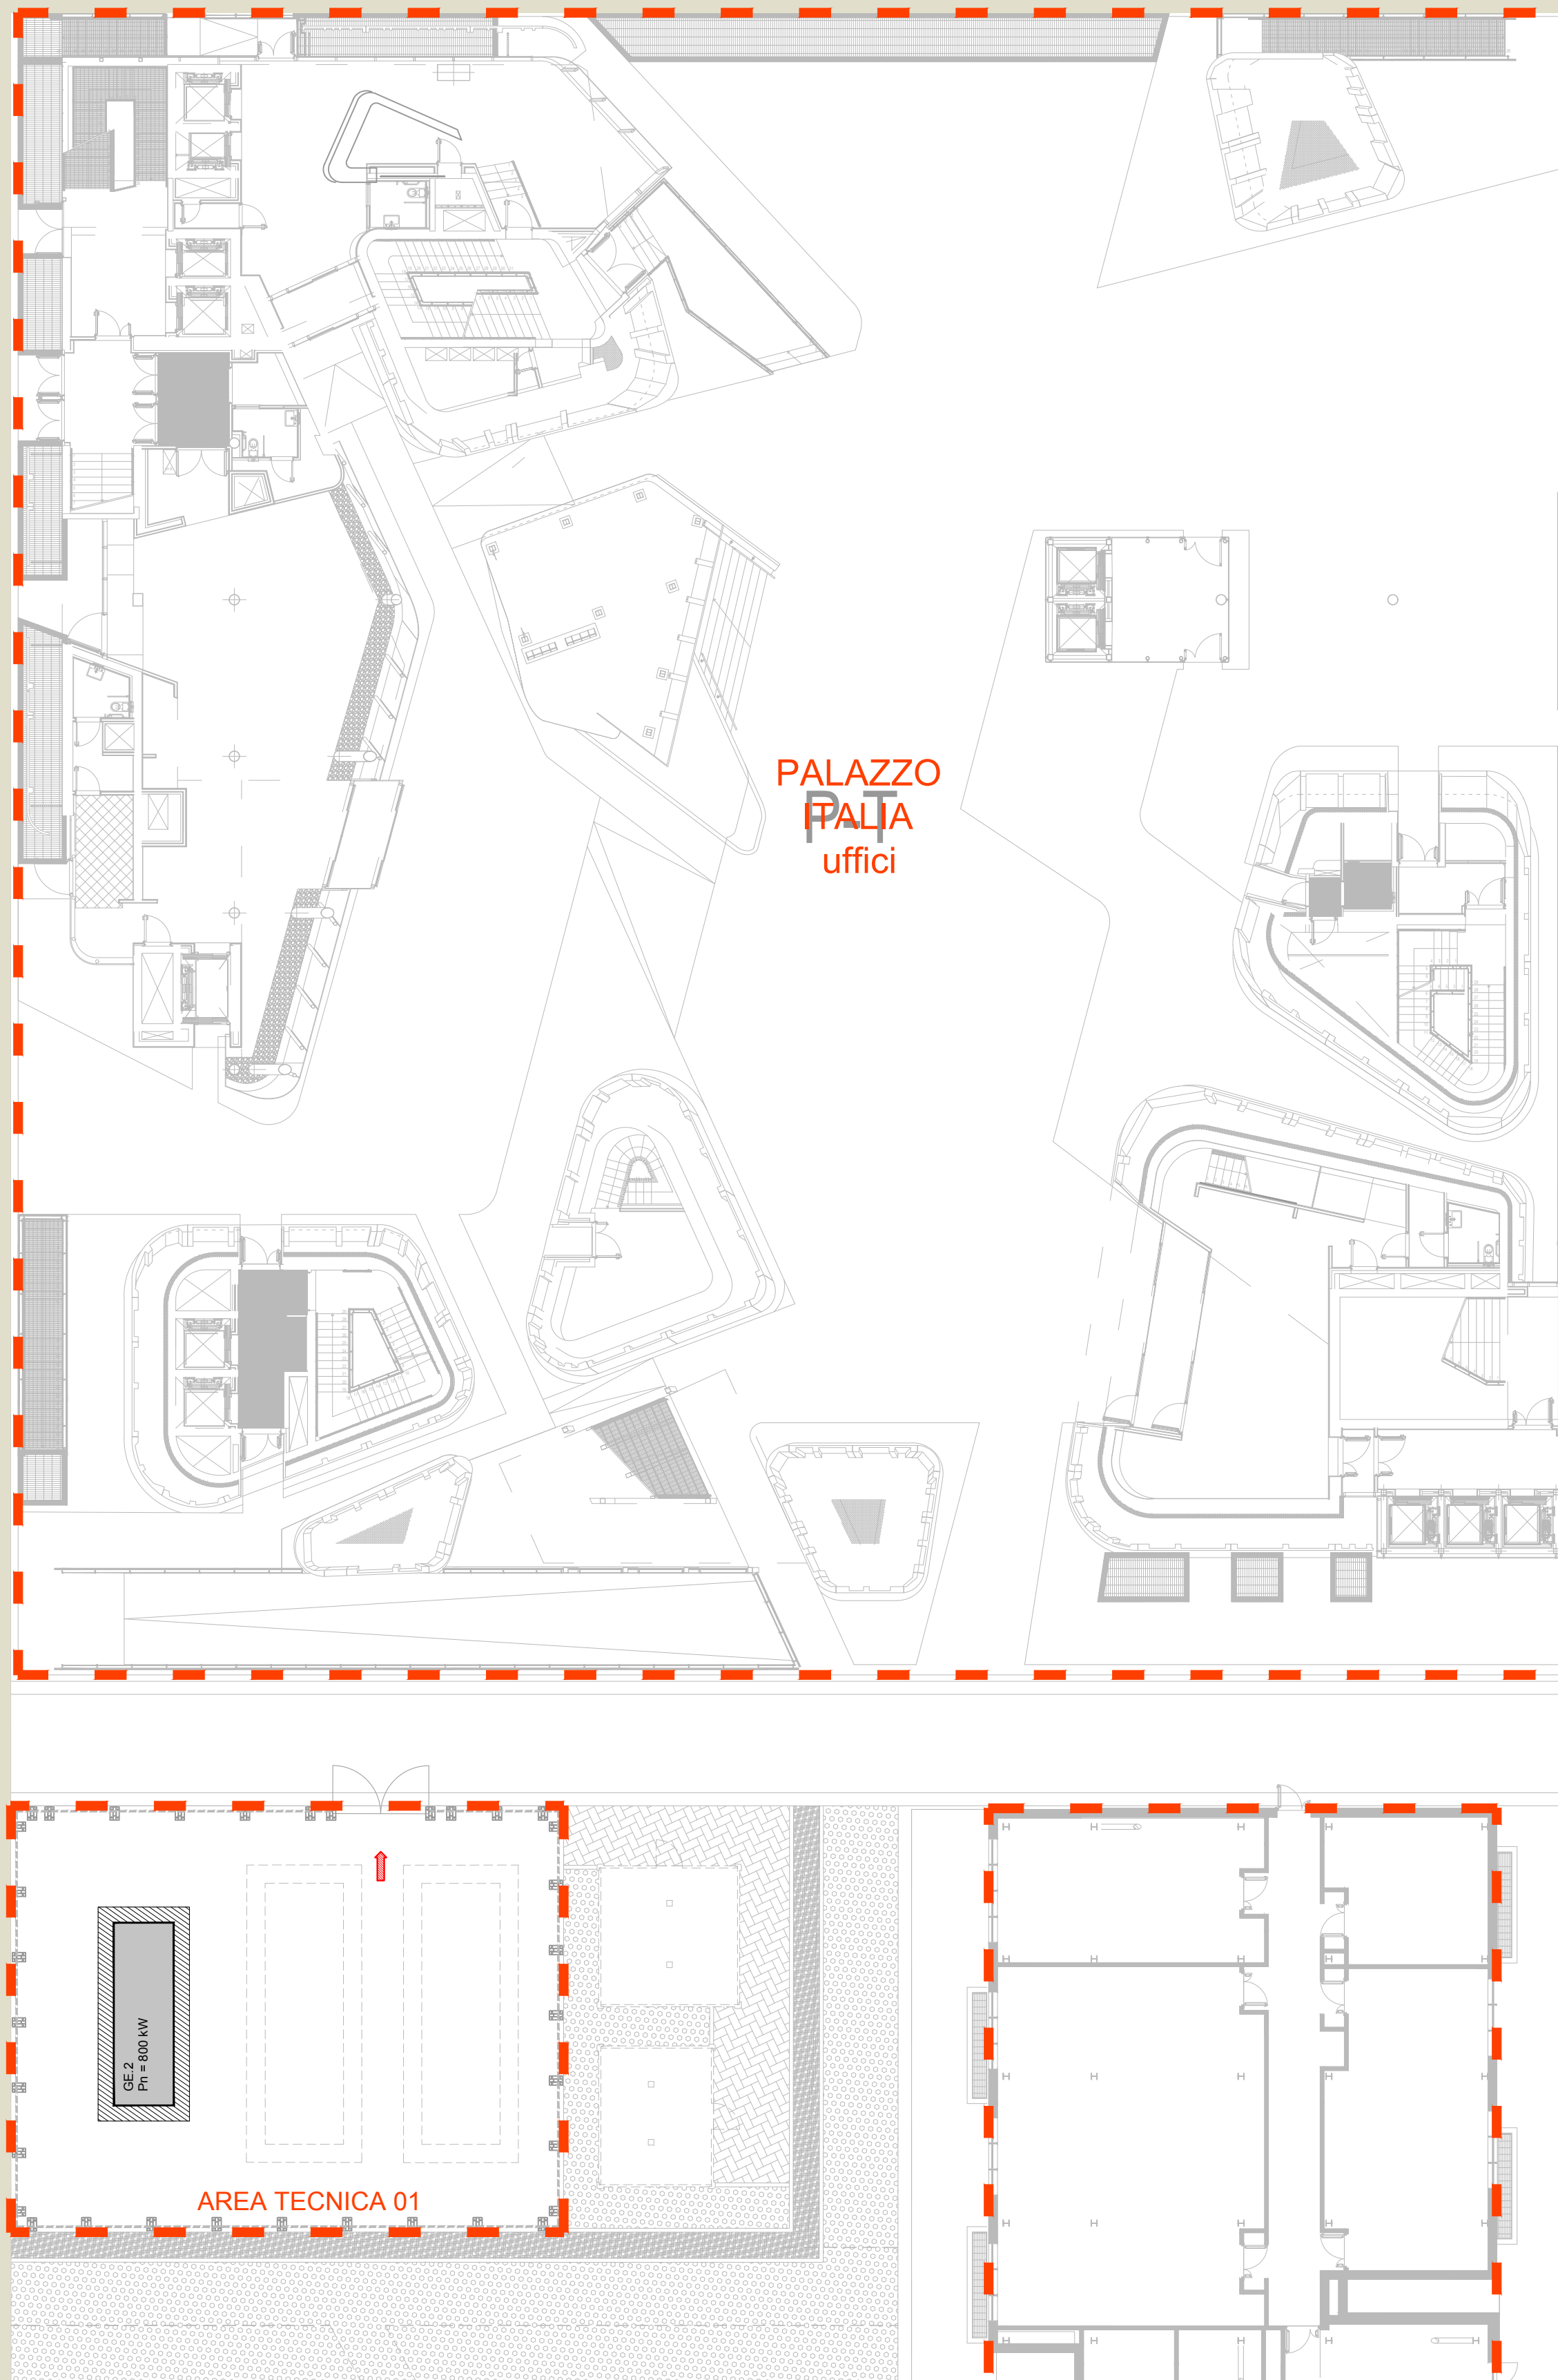 PALAZZO
P-T
ITALIA
uffici
GE.2
Pn = 800 kW
AREA TECNICA 01